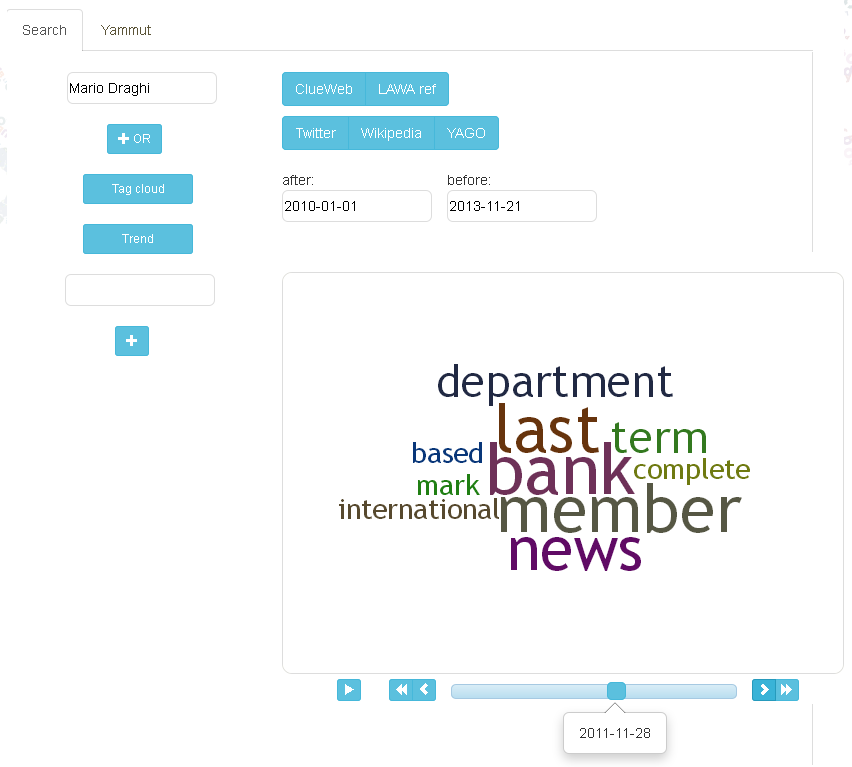 Search Yammut
Mario Draghi
ClueWeb LAWA ref
OR
Twitter Wikipedia YAGO
Tag cloud
after: before:
2010-01-01 2013-11-21
Trend
department
last
term
based
bank
complete
mark
international
member
news
2011-11-28